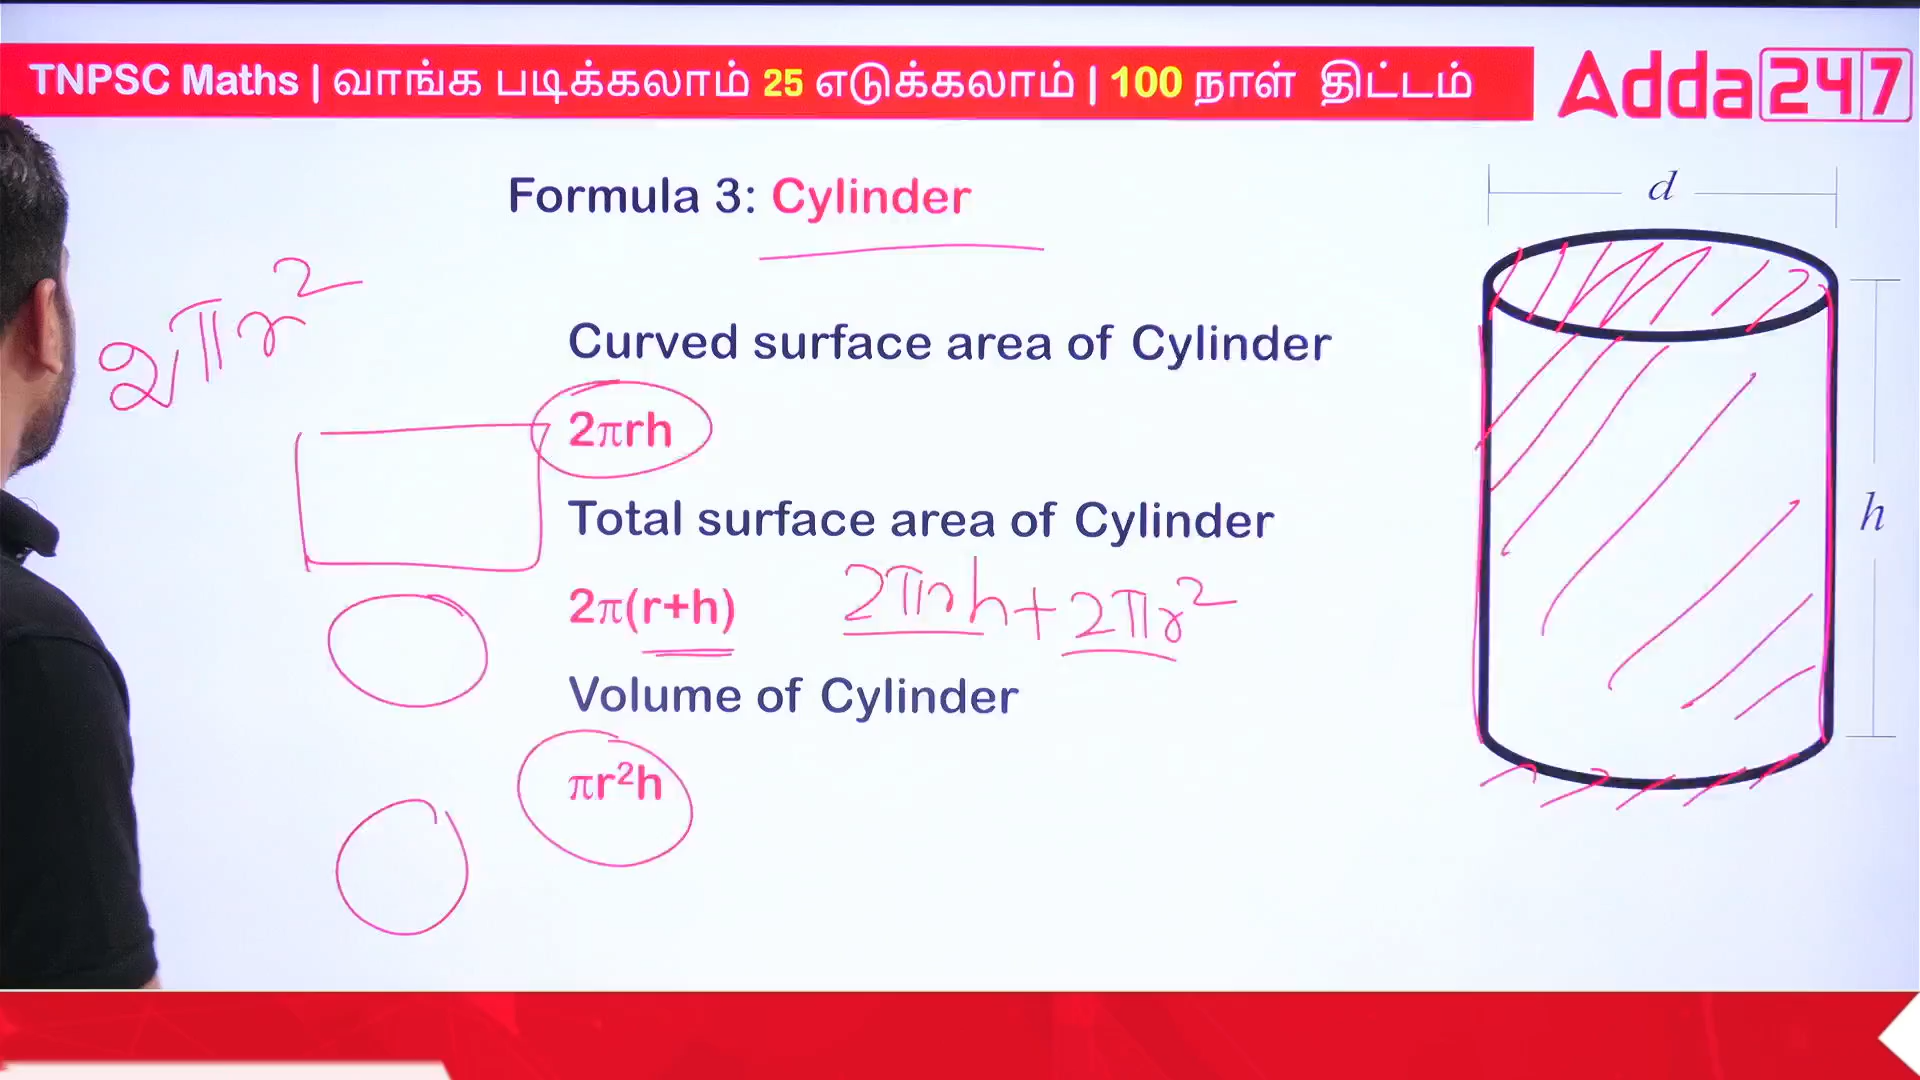 TNPSC Maths | வாங்க படிக்கலாம் 25 எடுக்கலாம் | 100 நாள் திட்டம்
Adda247
Formula 3: Cylinder
d
2πr²
Curved surface area of Cylinder
2πrh
Total surface area of Cylinder
h
2π(r+h) 2πrh+2πr²
Volume of Cylinder
πr²h